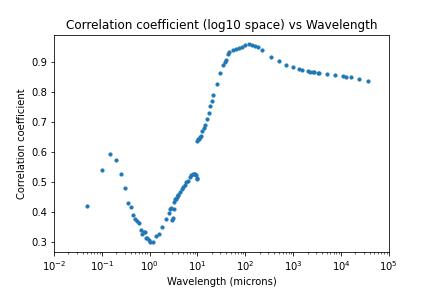 Correlation coefficient (log10 space) vs Wavelength
Correlation coefficient
0.9
0.8
0.7
0.6
0.5
0.4
0.3
10⁻² 10⁻¹ 10⁰ 10¹ 10² 10³ 10⁴ 10⁵
Wavelength (microns)